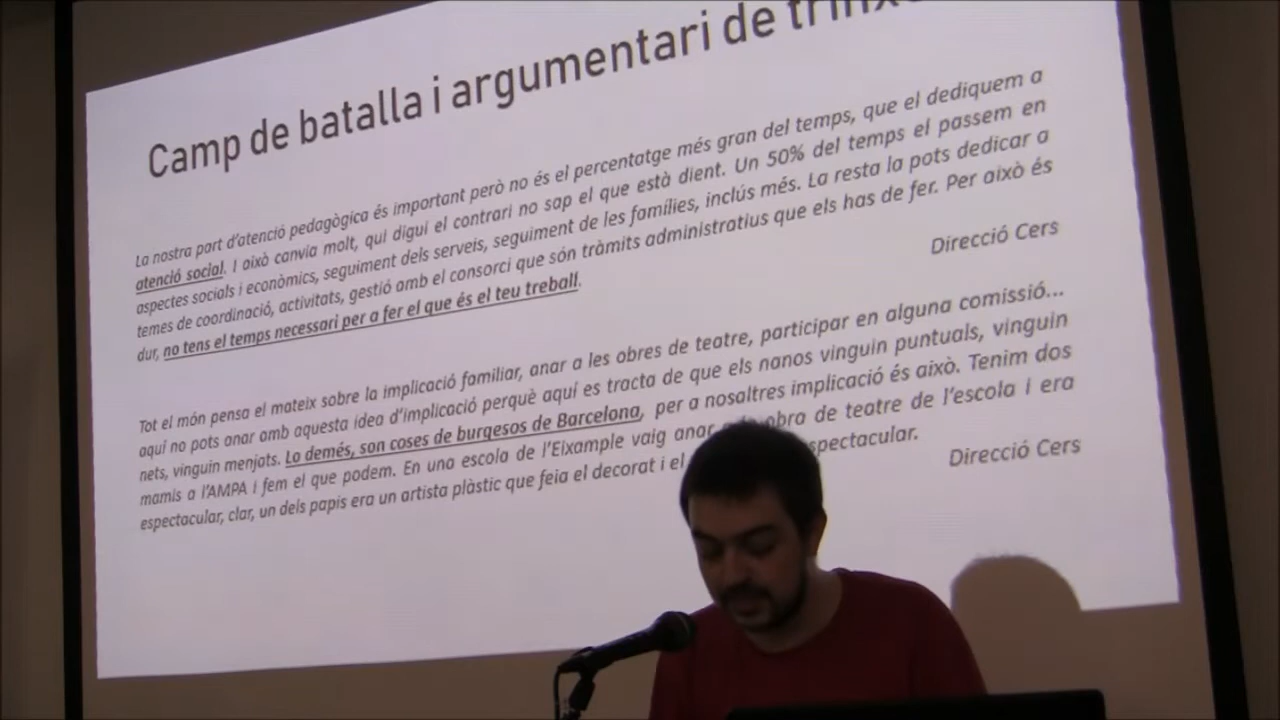 Camp de batalla i argumentari de
La nostra part d'atenció pedagògica és important però no és el percentatge més gran del temps, que el dediquem a
atenció social. I això canvia molt, qui digui el contrari no sap el que està dient. Un 50% del temps el passem en
aspectes socials i econòmics, seguiment dels serveis, seguiment de les famílies, inclús més. La resta la pots dedicar a
temes de coordinació, activitats, gestió amb el consorci que són tràmits administratius que els has de fer. Per això és
dur, no tens el temps necessari per a fer el que és el teu treball.
Direcció Cers
Tot el món pensa el mateix sobre la implicació familiar, anar a les obres de teatre, participar en alguna comissió...
aquí no pots anar amb aquesta idea d'implicació perquè aquí es tracta de que els nanos vinguin puntuals, vinguin
nets, vinguin menjats. Lo demés, son coses de burgesos de Barcelona, per a nosaltres implicació és això. Tenim dos
mamis a l'AMPA i fem el que podem. En una escola de l'Eixample vaig anar obra de teatre de l'escola i era
espectacular, clar, un dels papis era un artista plàstic que feia el decorat i el spectacular.
Direcció Cers